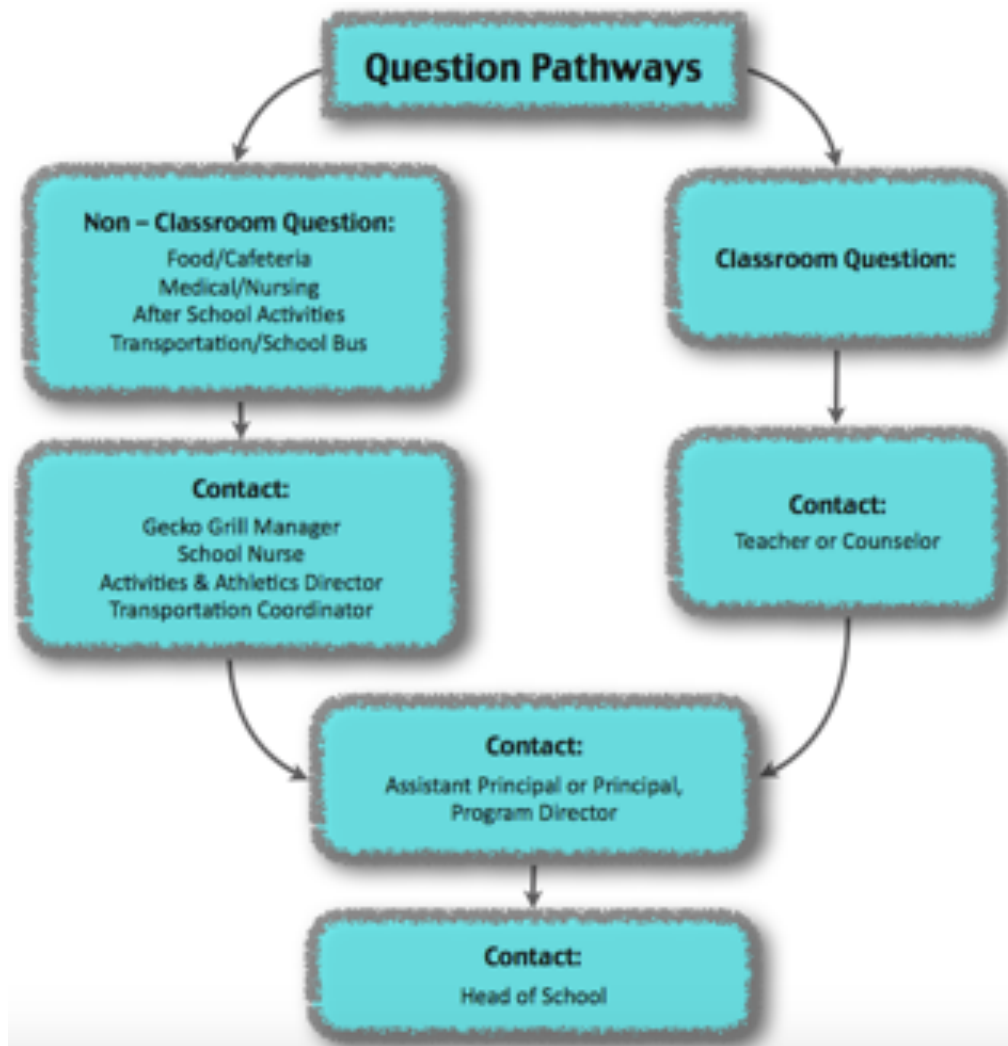 Question Pathways
Non – Classroom Question:
Food/Cafeteria
Medical/Nursing
After School Activities
Transportation/School Bus
Classroom Question:
Contact:
Gecko Grill Manager
School Nurse
Activities & Athletics Director
Transportation Coordinator
Contact:
Teacher or Counselor
Contact:
Assistant Principal or Principal,
Program Director
Contact:
Head of School